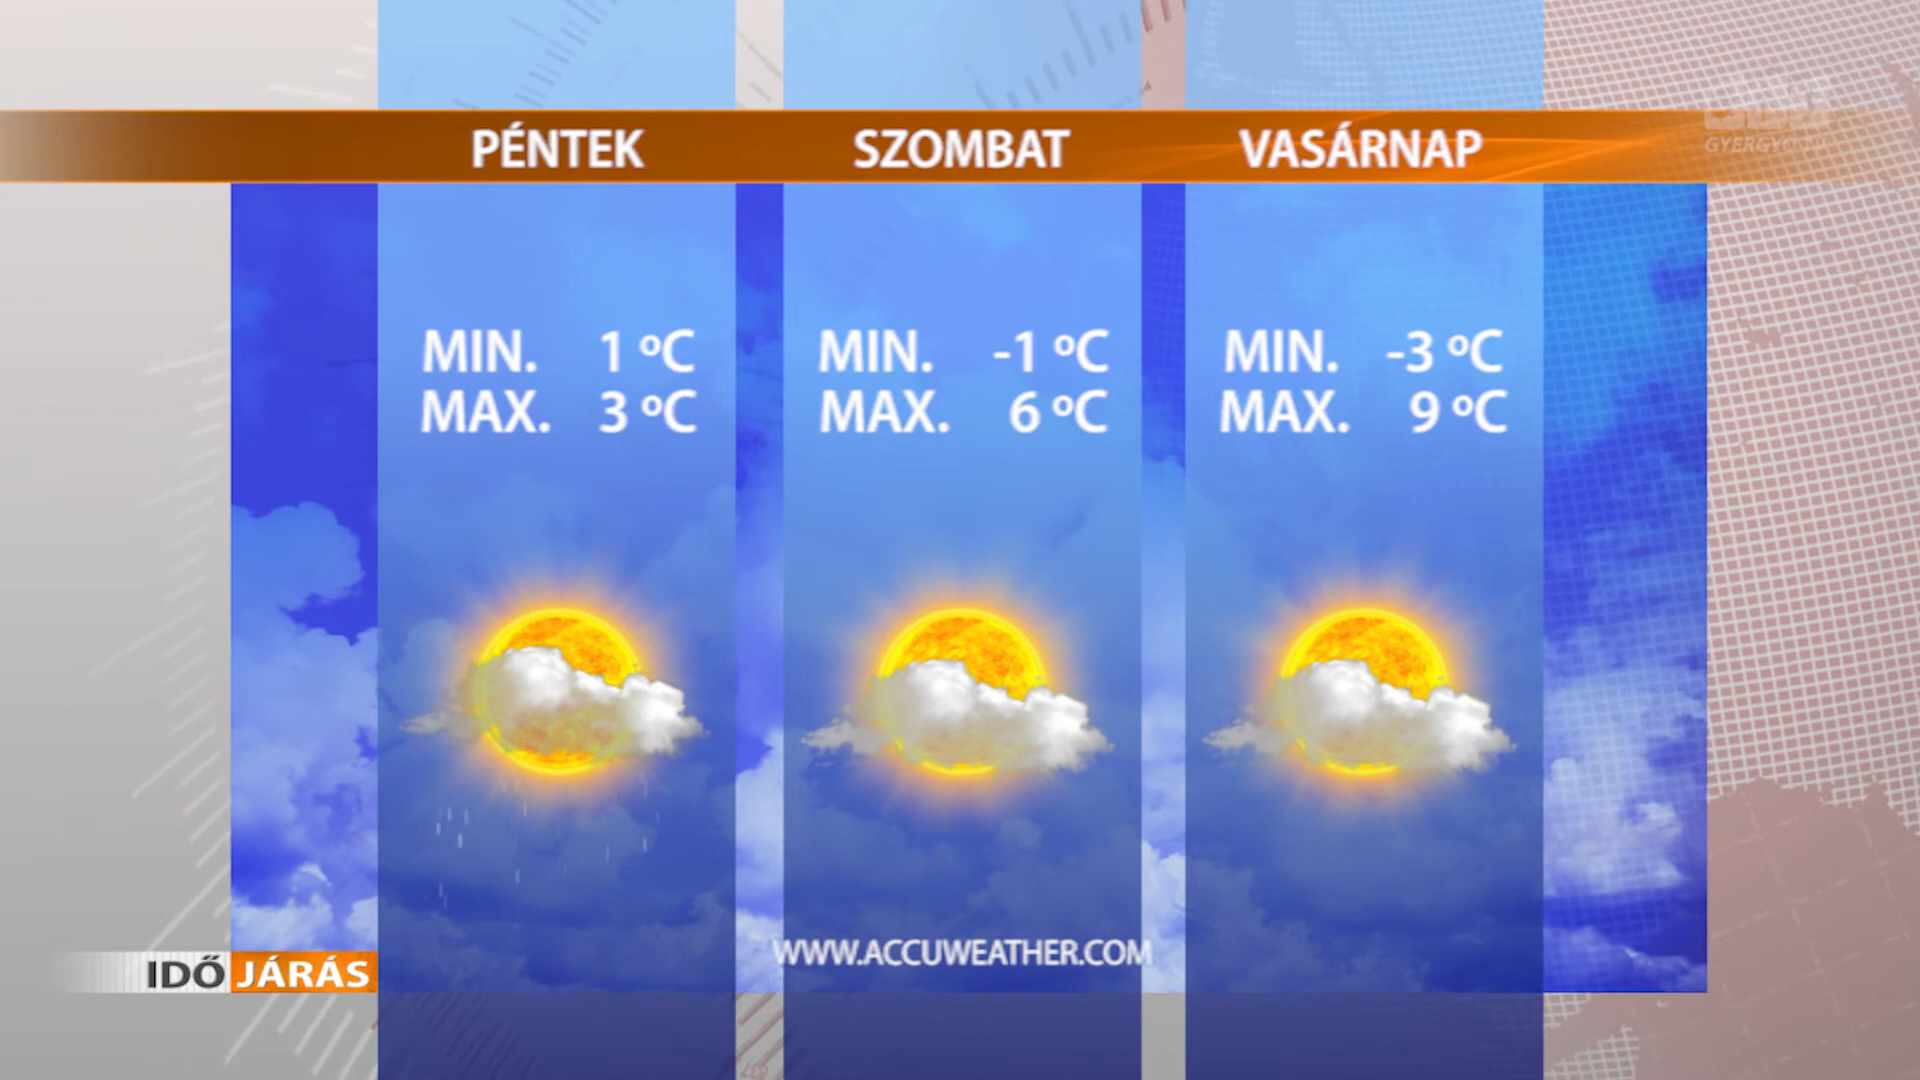 PÉNTEK SZOMBAT VASÁRNAP
MIN. 1 ºC MIN. -1 ºC MIN. -3 ºC
MAX. 3 ºC MAX. 6 ºC MAX. 9 ºC
WWW.ACCUWEATHER.COM
IDŐJÁRÁS